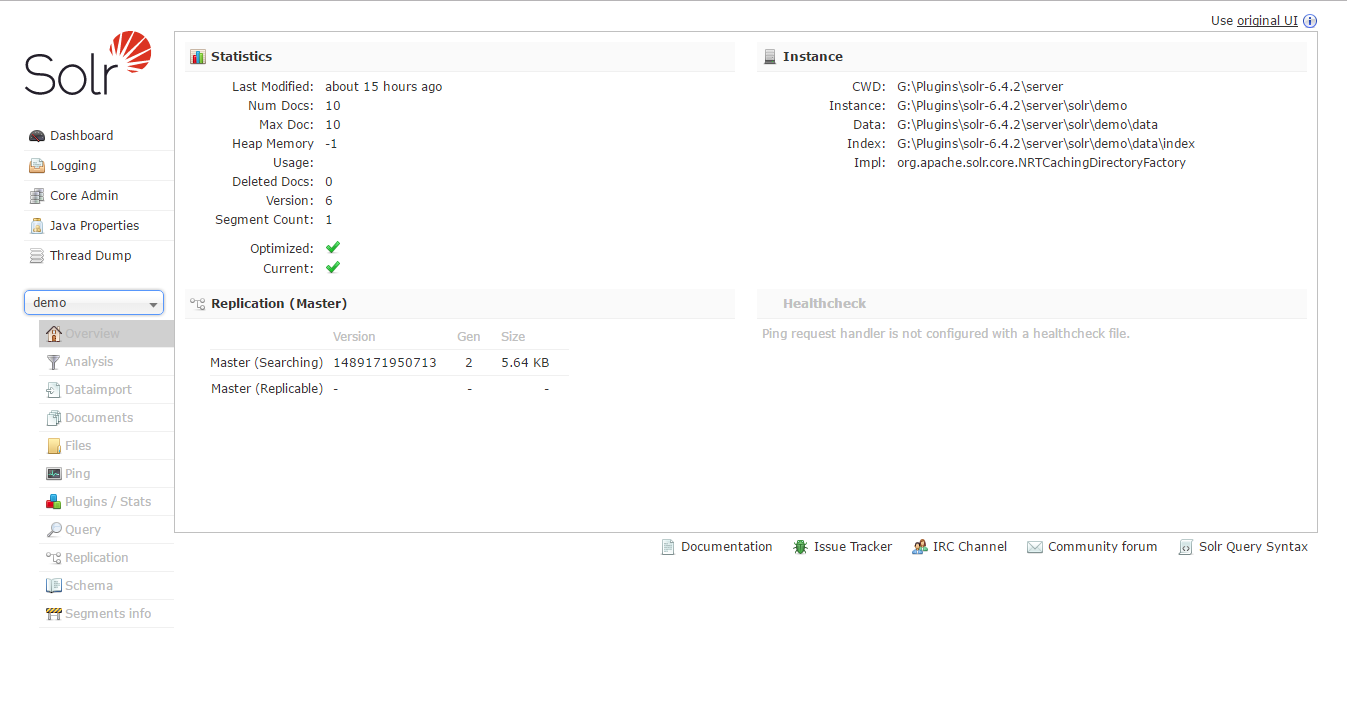 Use original UI
Solr
Dashboard
Logging
Core Admin
Java Properties
Thread Dump
demo
Overview
Analysis
Dataimport
Documents
Files
Ping
Plugins / Stats
Query
Replication
Schema
Segments info
Statistics
Last Modified: about 15 hours ago
Num Docs: 10
Max Doc: 10
Heap Memory -1
Usage:
Deleted Docs: 0
Version: 6
Segment Count: 1
Optimized:
Current:
Instance
CWD: G:\Plugins\solr-6.4.2\server
Instance: G:\Plugins\solr-6.4.2\server\solr\demo
Data: G:\Plugins\solr-6.4.2\server\solr\demo\data
Index: G:\Plugins\solr-6.4.2\server\solr\demo\data\index
Impl: org.apache.solr.core.NRTCachingDirectoryFactory
Replication (Master)
Version Gen Size
Master (Searching) 1489171950713 2 5.64 KB
Master (Replicable) - - -
Healthcheck
Ping request handler is not configured with a healthcheck file.
Documentation Issue Tracker IRC Channel Community forum Solr Query Syntax